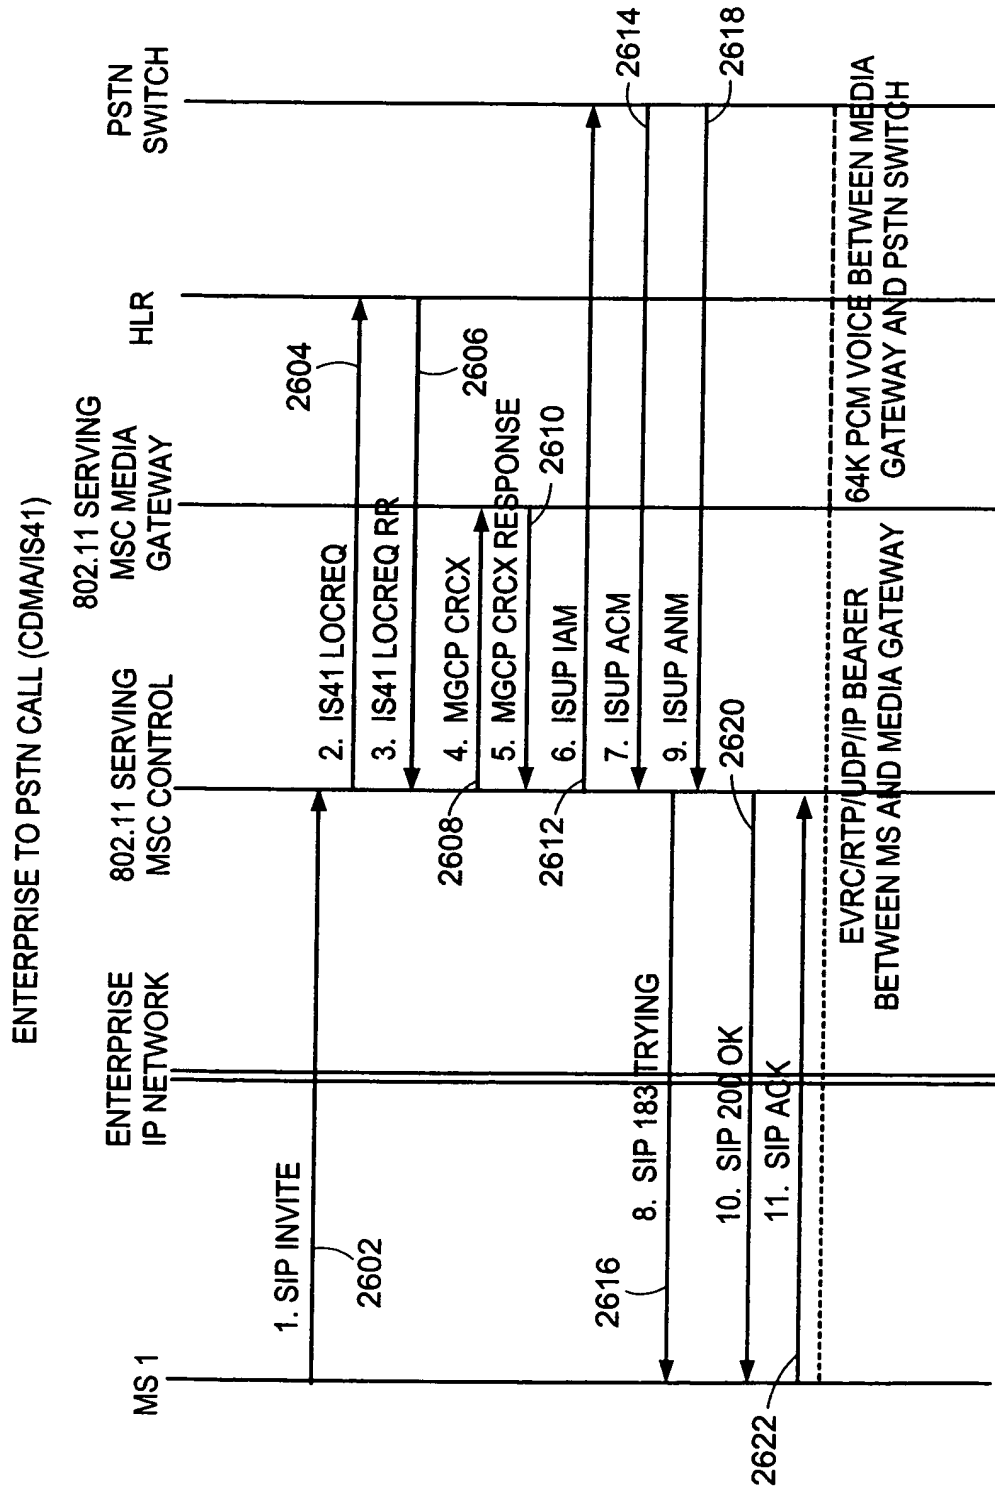 ENTERPRISE TO PSTN CALL (CDMA/IS41)
MS 1
ENTERPRISE
IP NETWORK
802.11 SERVING
MSC CONTROL
802.11 SERVING
MSC MEDIA
GATEWAY
HLR
PSTN
SWITCH
1. SIP INVITE
2602
2. IS41 LOCREQ
2604
3. IS41 LOCREQ RR
2606
4. MGCP CRCX
2608
5. MGCP CRCX RESPONSE
2610
6. ISUP IAM
2612
7. ISUP ACM
2614
8. SIP 183 TRYING
2616
9. ISUP ANM
2618
10. SIP 200 OK
2620
11. SIP ACK
2622
EVRC/RTP/UDP/IP BEARER
BETWEEN MS AND MEDIA GATEWAY
64K PCM VOICE BETWEEN MEDIA
GATEWAY AND PSTN SWITCH